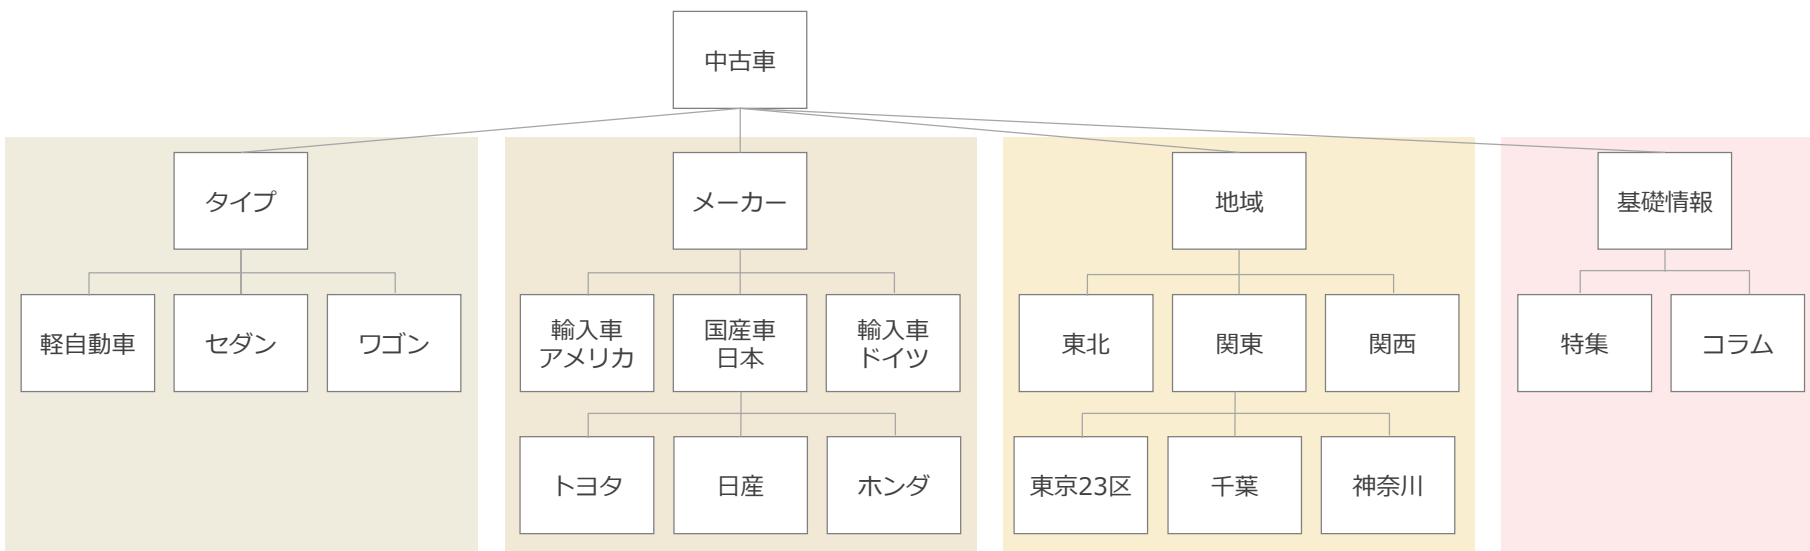 中古車
タイプ
メーカー
地域
基礎情報
軽自動車
セダン
ワゴン
輸入車
アメリカ
国産車
日本
輸入車
ドイツ
東北
関東
関西
特集
コラム
トヨタ
日産
ホンダ
東京23区
千葉
神奈川